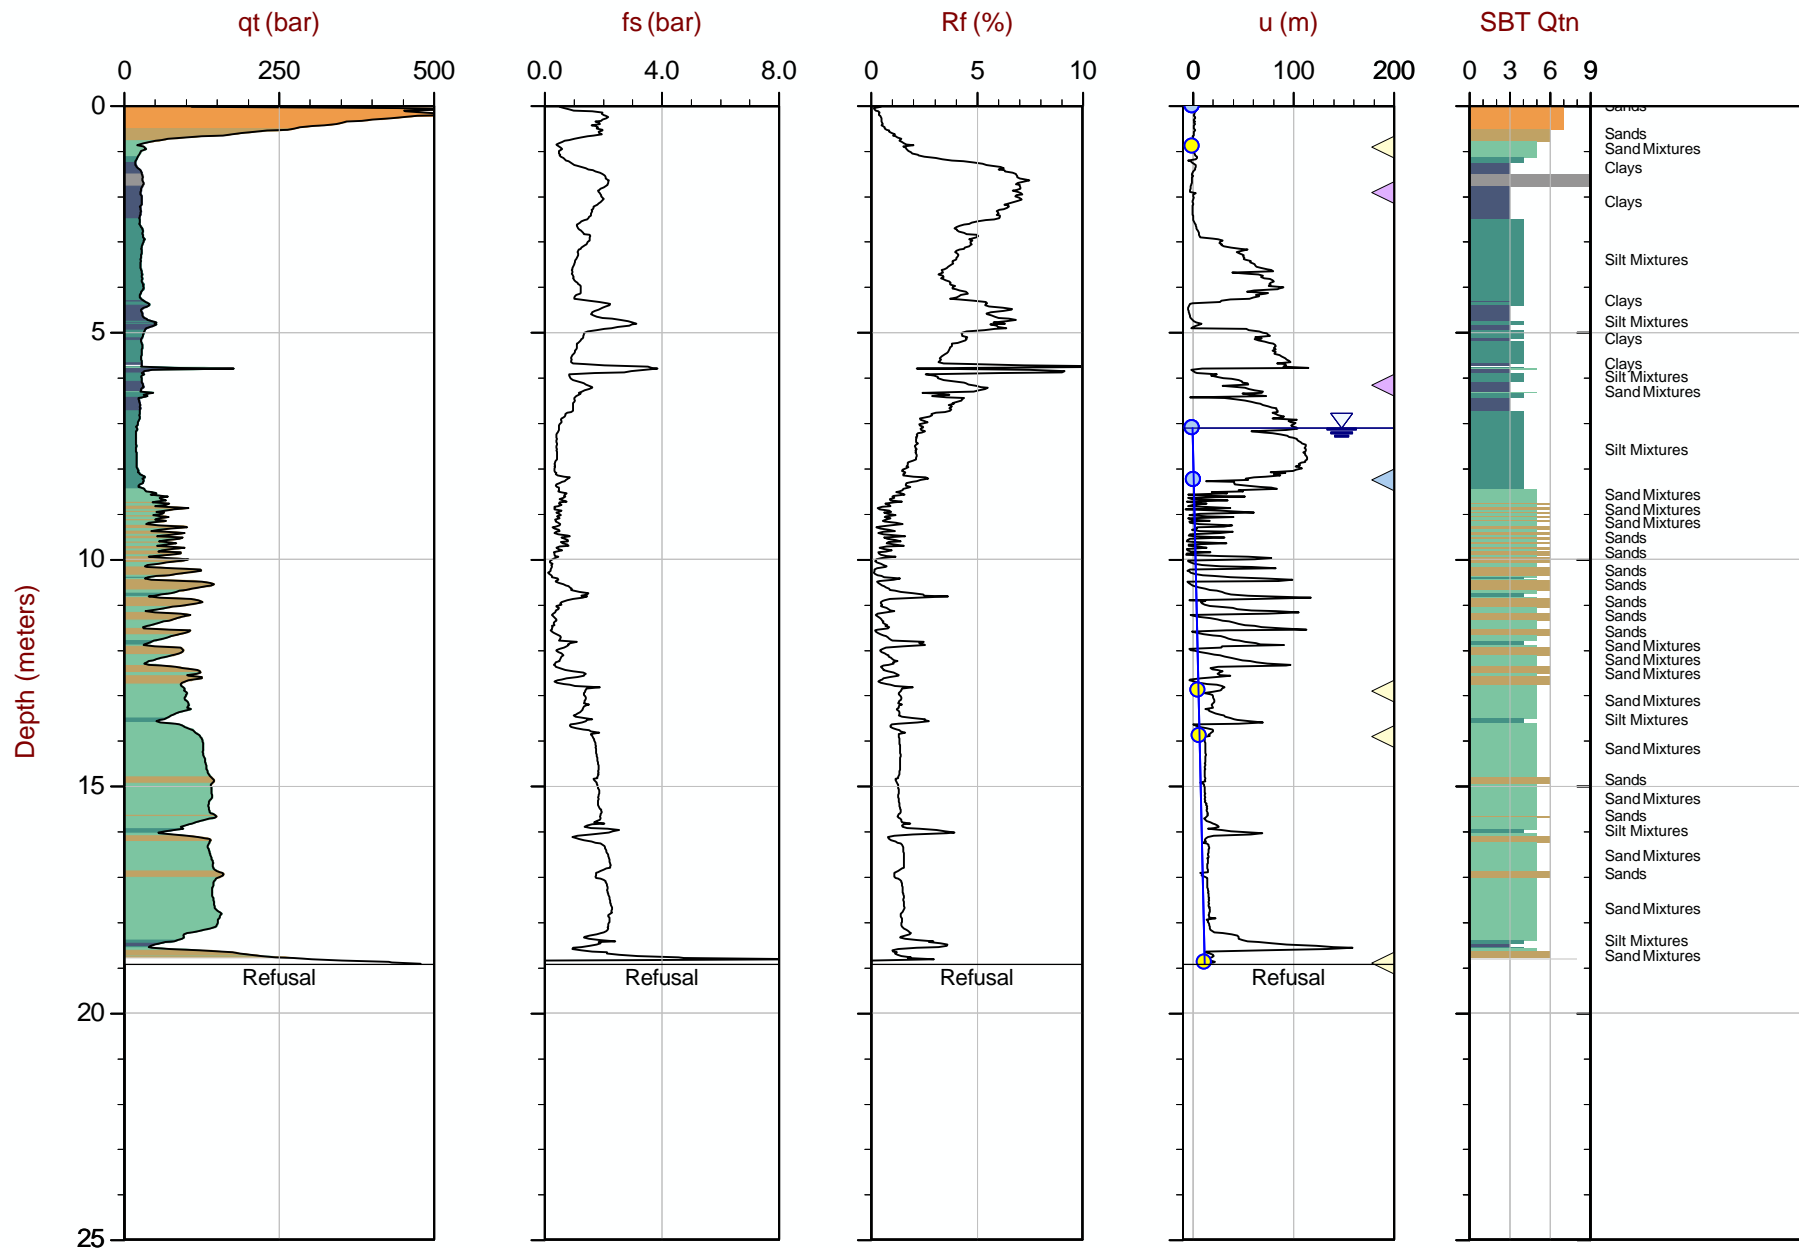 qt (bar) fs (bar) Rf (%) u (m) SBT Qtn
0 250 500 0.0 4.0 8.0 0 5 10 0 100 200 0 3 6 9
0
Sands
Sands
Sand Mixtures
Clays
Clays
Silt Mixtures
Clays
Silt Mixtures
5
Clays
Clays
Silt Mixtures
Sand Mixtures
Silt Mixtures
Sand Mixtures
Sand Mixtures
Sand Mixtures
Sands
Sands
10
Sands
Sands
Sands
Sands
Sands
Sand Mixtures
Sand Mixtures
Sand Mixtures
Sand Mixtures
Silt Mixtures
Depth (meters)
Sand Mixtures
Sands
15
Sand Mixtures
Sands
Silt Mixtures
Sand Mixtures
Sands
Sand Mixtures
Silt Mixtures
Sand Mixtures
Refusal Refusal Refusal Refusal
20
25